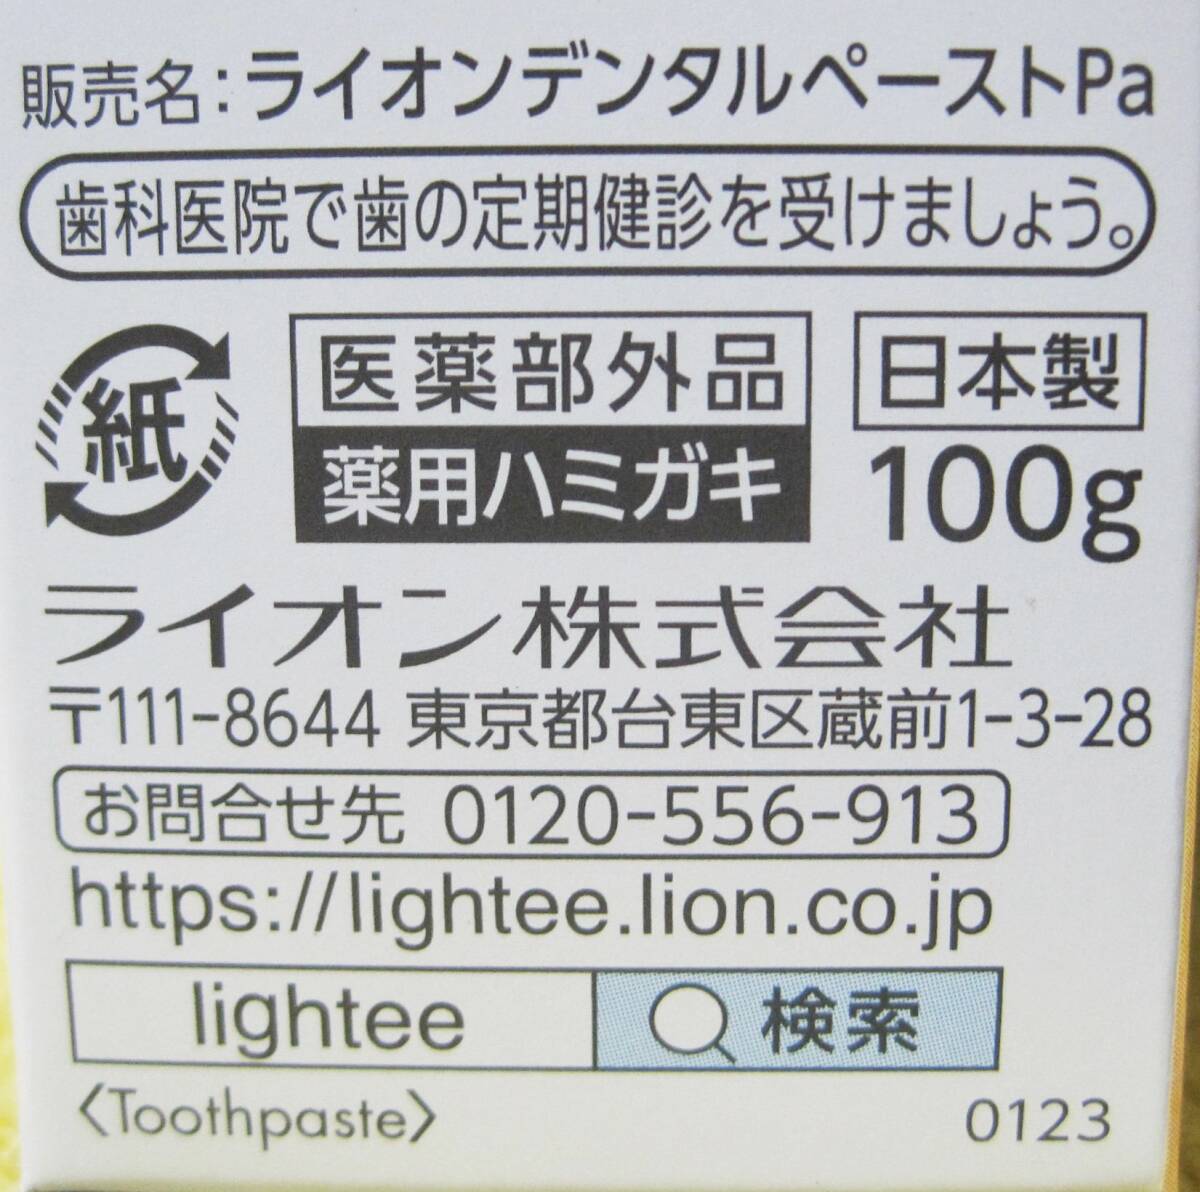 販売名：ライオンデンタルペーストPa
歯科医院で歯の定期健診を受けましょう。
紙
医薬部外品
薬用ハミガキ
日本製
100g
ライオン株式会社
〒111-8644 東京都台東区蔵前1-3-28
お問合せ先 0120-556-913
https://lightee.lion.co.jp
lightee 検索
〈Toothpaste〉 0123